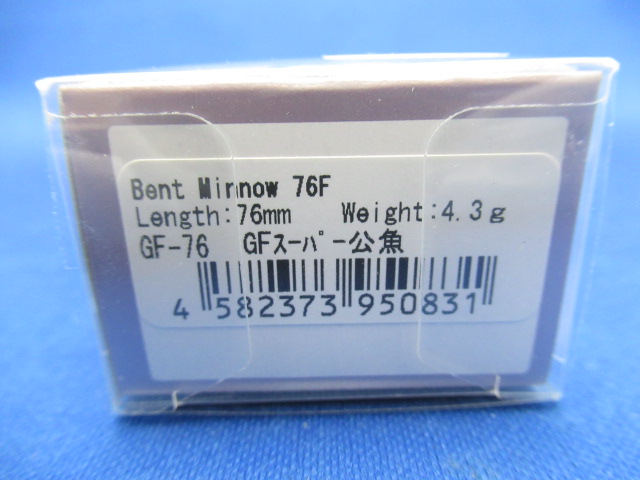 Bent Minnow 76F
Length:76mm Weight:4.3g
GF-76 GFスーパー公魚
4 582373 950831